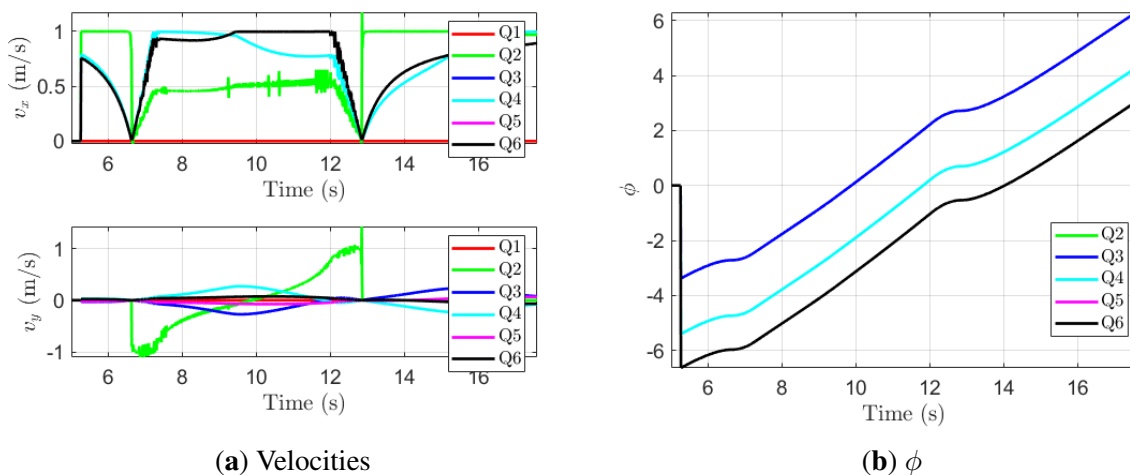 1
0.5
0
v_x (m/s)
6 8 10 12 14 16
Time (s)
Q1
Q2
Q3
Q4
Q5
Q6
1
0
-1
v_y (m/s)
6 8 10 12 14 16
Time (s)
Q1
Q2
Q3
Q4
Q5
Q6
(a) Velocities
6
4
2
0
-2
-4
-6
ϕ
6 8 10 12 14 16
Time (s)
Q2
Q3
Q4
Q5
Q6
(b) ϕ